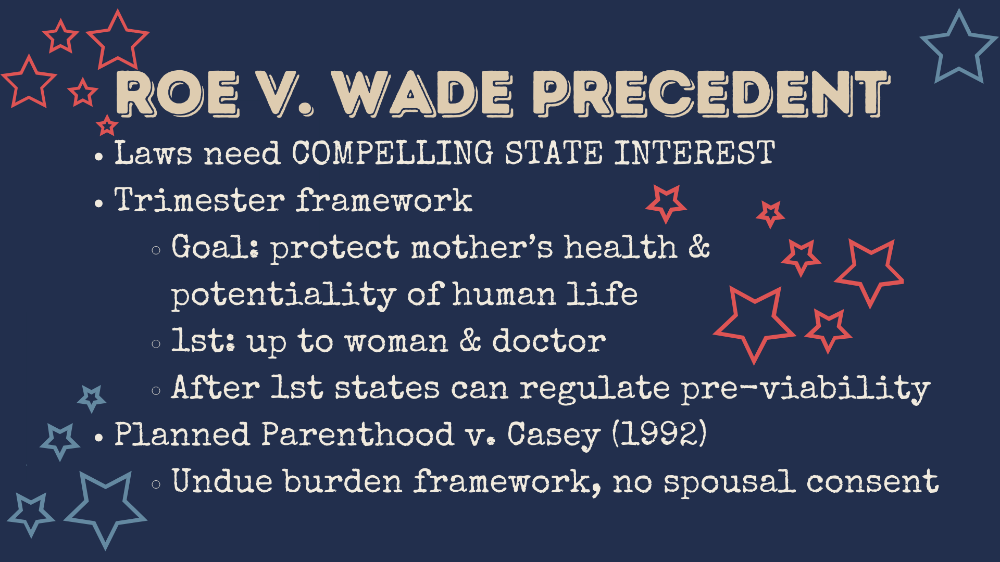 ROE V. WADE PRECEDENT
• Laws need COMPELLING STATE INTEREST
• Trimester framework
○ Goal: protect mother's health &
potentiality of human life
○ 1st: up to woman & doctor
○ After 1st states can regulate pre-viability
• Planned Parenthood v. Casey (1992)
○ Undue burden framework, no spousal consent